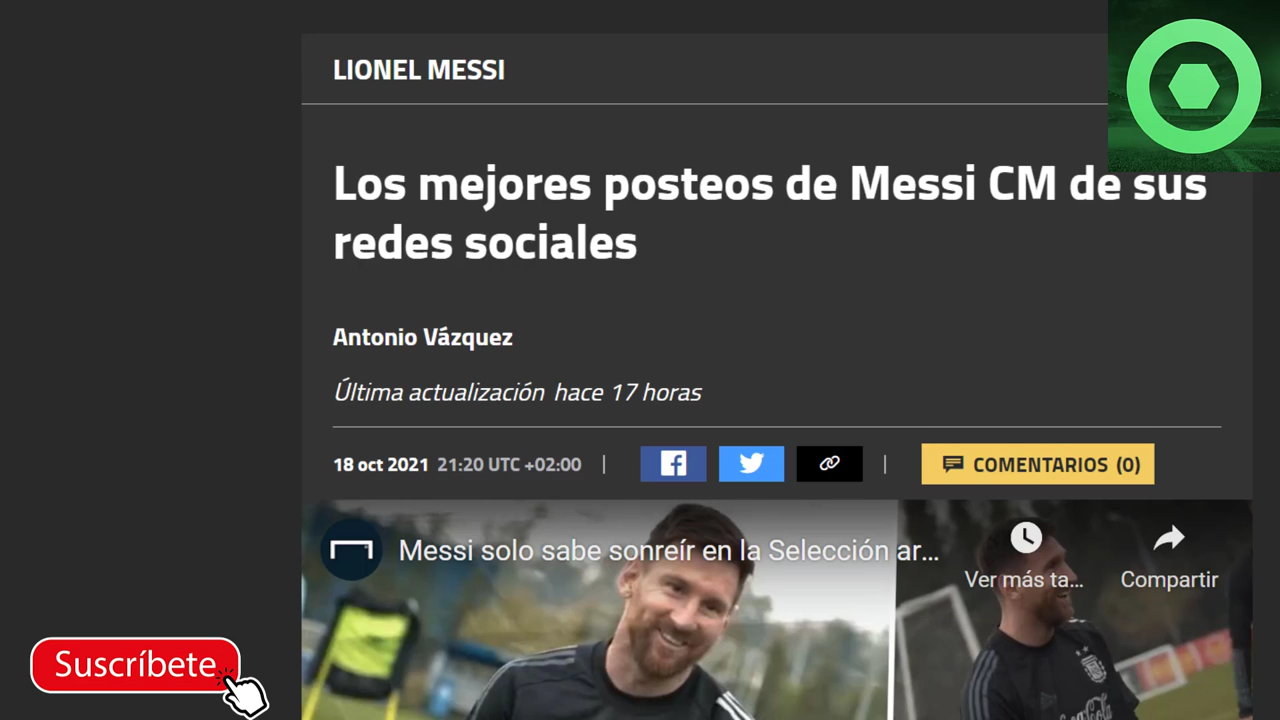 LIONEL MESSI
Los mejores posteos de Messi CM de sus
redes sociales
Antonio Vázquez
Última actualización hace 17 horas
18 oct 2021 21:20 UTC +02:00 | | COMENTARIOS (0)
Messi solo sabe sonreír en la Selección ar...
Ver más ta... Compartir
Suscríbete